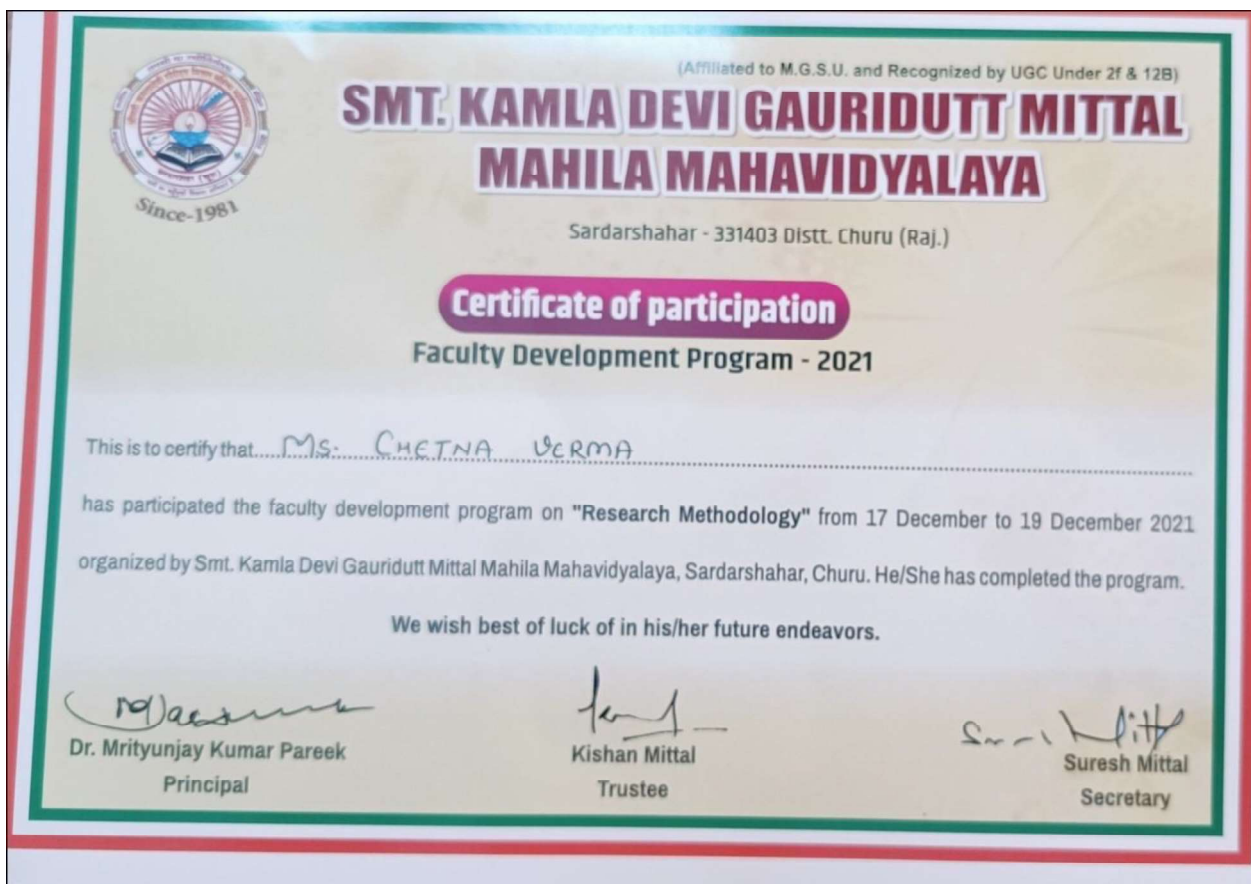 (Affiliated to M.G.S.U. and Recognized by UGC Under 2f & 12B)
SMT. KAMLA DEVI GAURIDUTT MITTAL
MAHILA MAHAVIDYALAYA
Since-1981
Sardarshahar - 331403 Distt. Churu (Raj.)
Certificate of participation
Faculty Development Program - 2021
This is to certify that..... Ms. CHETNA VERMA
has participated the faculty development program on "Research Methodology" from 17 December to 19 December 2021
organized by Smt. Kamla Devi Gauridutt Mittal Mahila Mahavidyalaya, Sardarshahar, Churu. He/She has completed the program.
We wish best of luck of in his/her future endeavors.
Dr. Mrityunjay Kumar Pareek
Principal
Kishan Mittal
Trustee
Suresh Mittal
Secretary